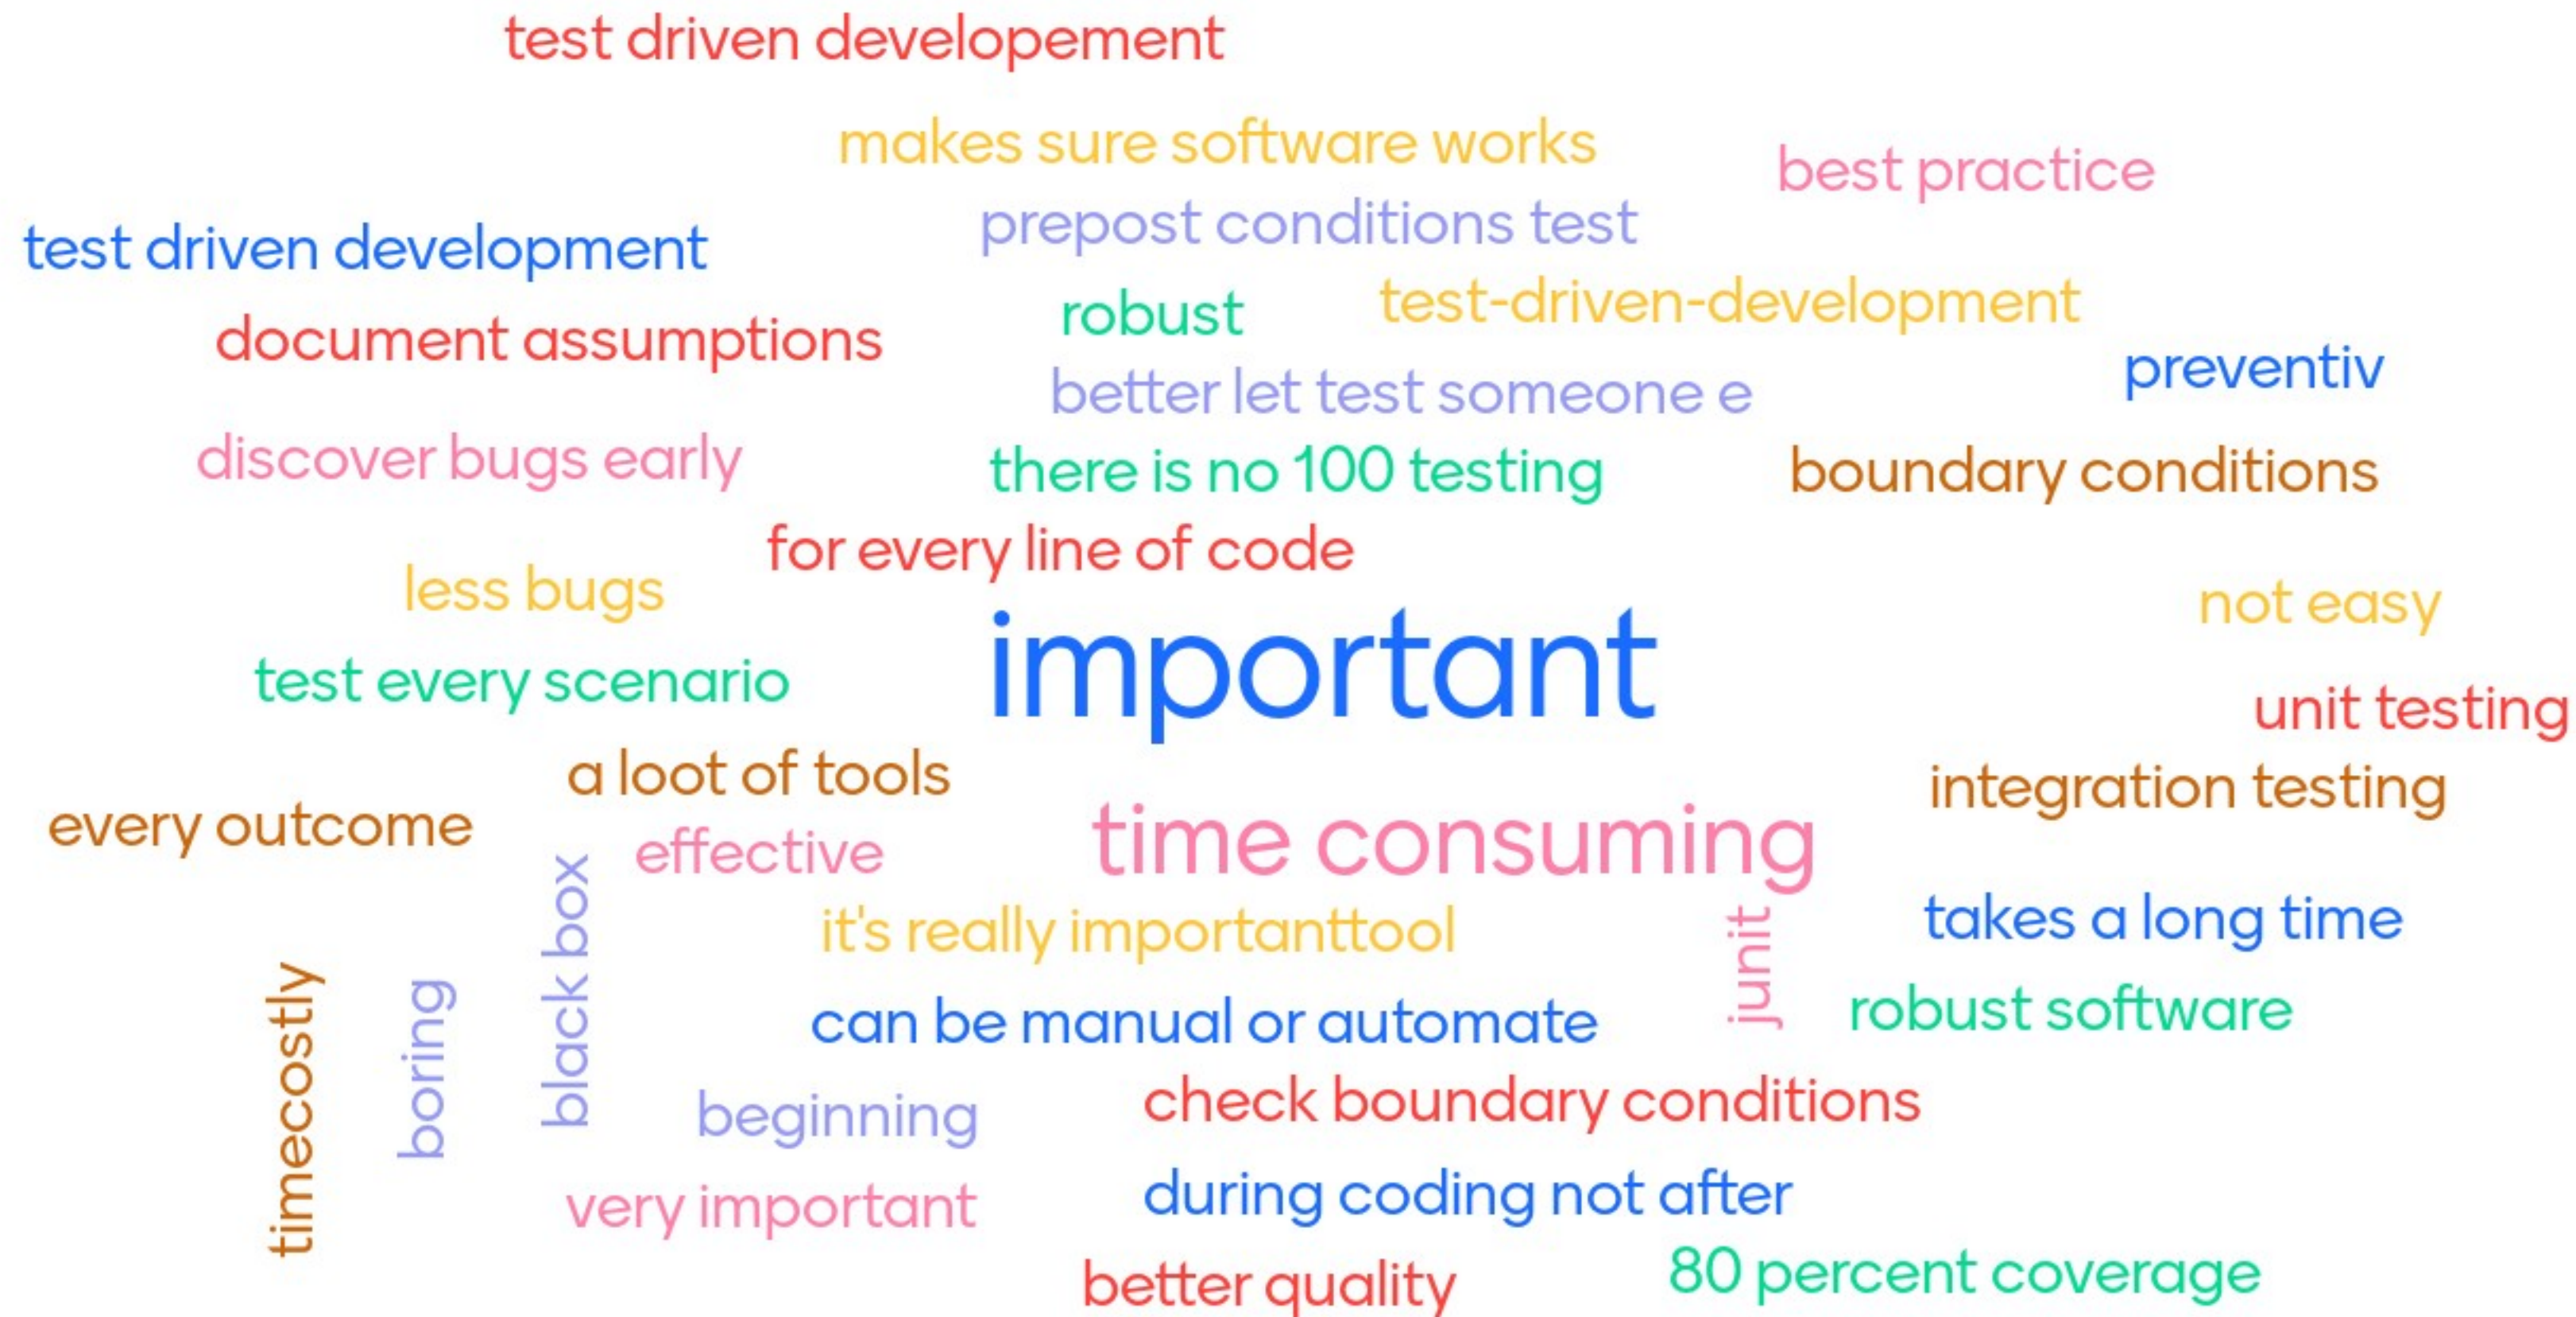 test driven developement
makes sure software works
best practice
prepost conditions test
test driven development
test-driven-development
robust
document assumptions
preventiv
better let test someone e
discover bugs early
there is no 100 testing
boundary conditions
for every line of code
less bugs
not easy
important
test every scenario
unit testing
a loot of tools
integration testing
every outcome
time consuming
effective
black box
it's really importanttool
takes a long time
junit
timecostly
boring
can be manual or automate
robust software
beginning
check boundary conditions
very important
during coding not after
better quality
80 percent coverage